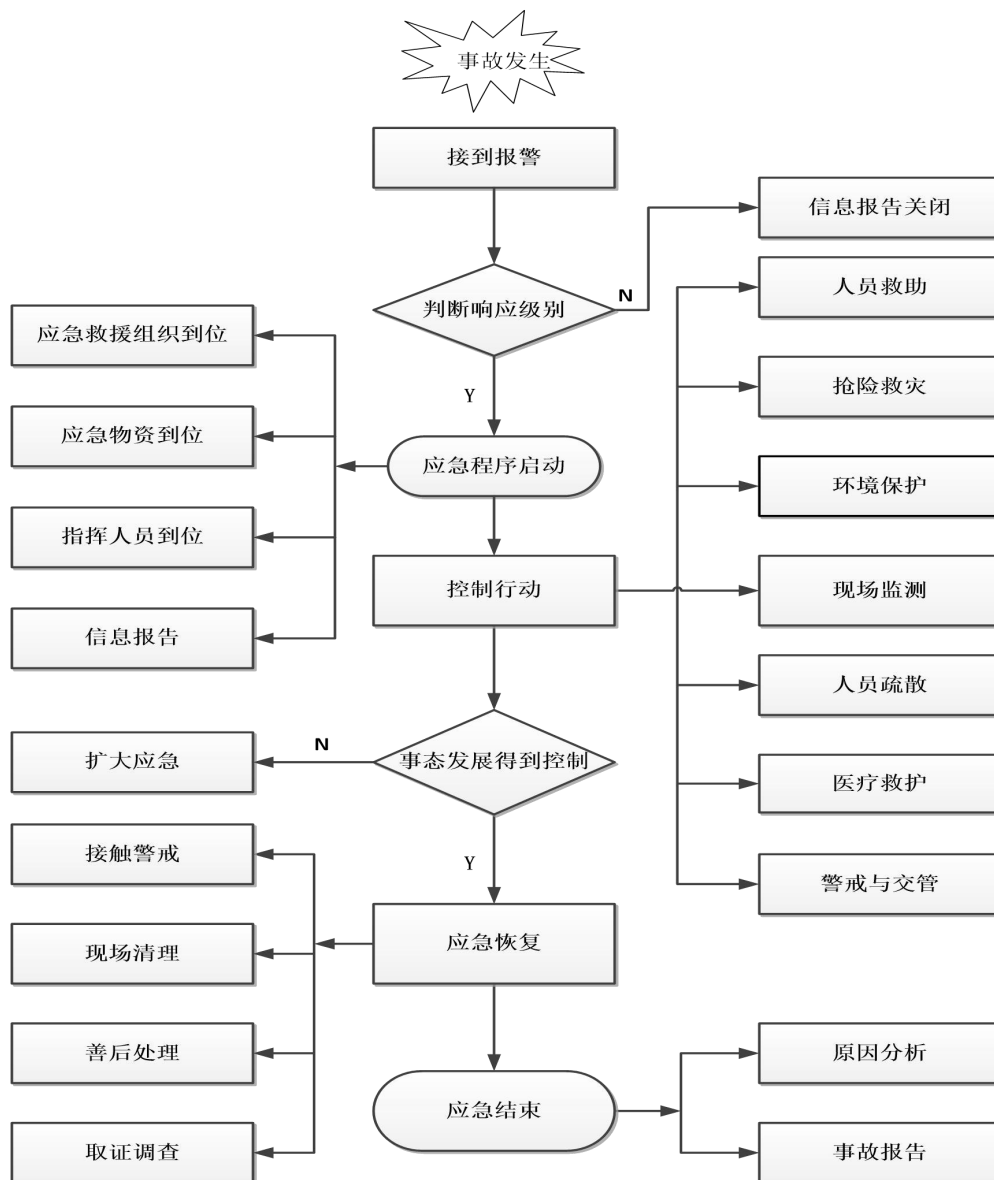 事故发生
接到报警
信息报告关闭
判断响应级别
N
人员救助
应急救援组织到位
抢险救灾
Y
应急物资到位
应急程序启动
环境保护
指挥人员到位
控制行动
现场监测
信息报告
人员疏散
扩大应急
N
事态发展得到控制
医疗救护
接触警戒
Y
警戒与交管
现场清理
应急恢复
善后处理
原因分析
应急结束
取证调查
事故报告